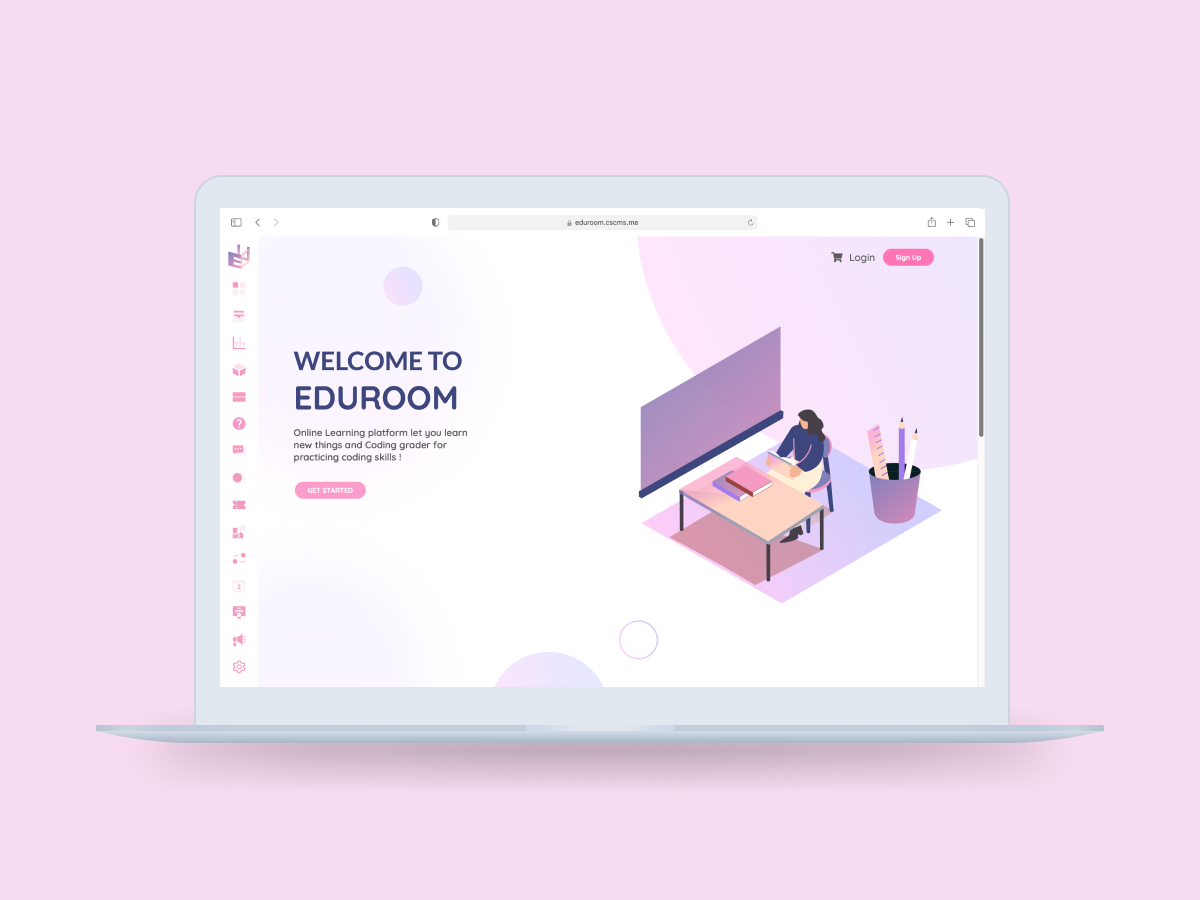 eduroom.cscms.me
Login
Sign Up
WELCOME TO
EDUROOM
Online Learning platform let you learn
new things and Coding grader for
practicing coding skills !
GET STARTED
2